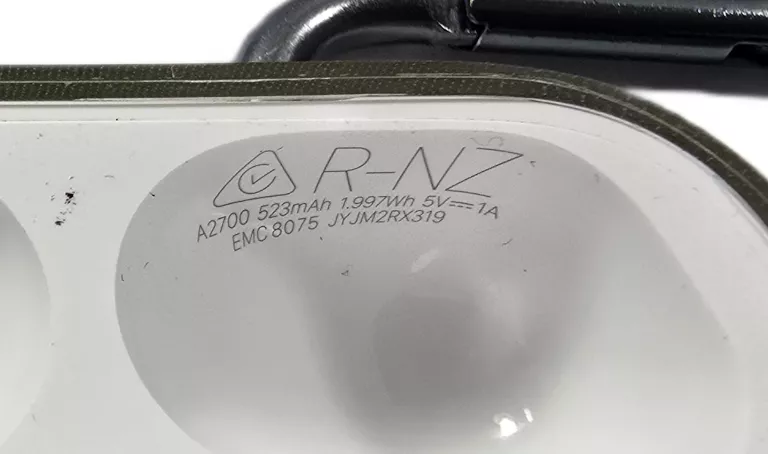 R-NZ
A2700 523mAh 1.997Wh 5V⎓1A
EMC 8075 JYJM2RX319